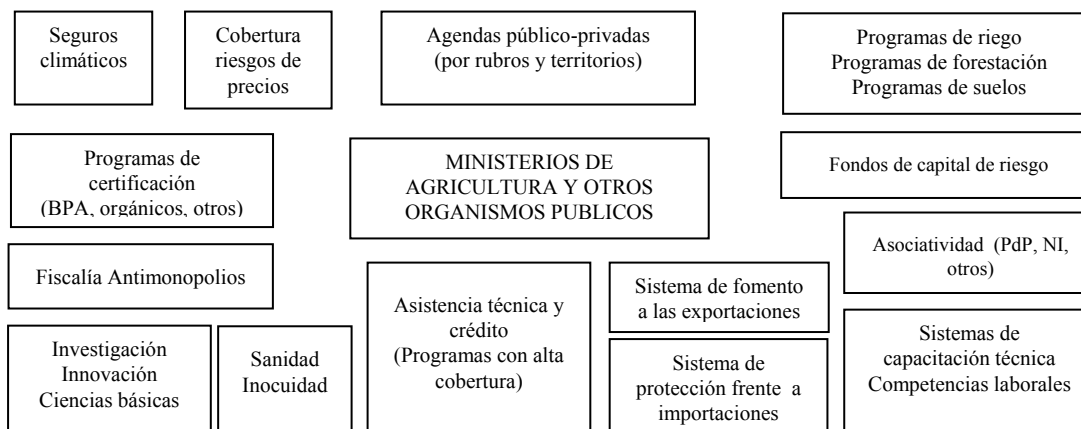 Seguros
climáticos
Cobertura
riesgos de
precios
Agendas público-privadas
(por rubros y territorios)
Programas de riego
Programas de forestación
Programas de suelos
Programas de
certificación
(BPA, orgánicos, otros)
MINISTERIOS DE
AGRICULTURA Y OTROS
ORGANISMOS PUBLICOS
Fondos de capital de riesgo
Asociatividad (PdP, NI,
otros)
Fiscalía Antimonopolios
Asistencia técnica y
crédito
(Programas con alta
cobertura)
Sistema de fomento
a las exportaciones
Investigación
Innovación
Ciencias básicas
Sanidad
Inocuidad
Sistema de
protección frente a
importaciones
Sistemas de
capacitación técnica
Competencias laborales